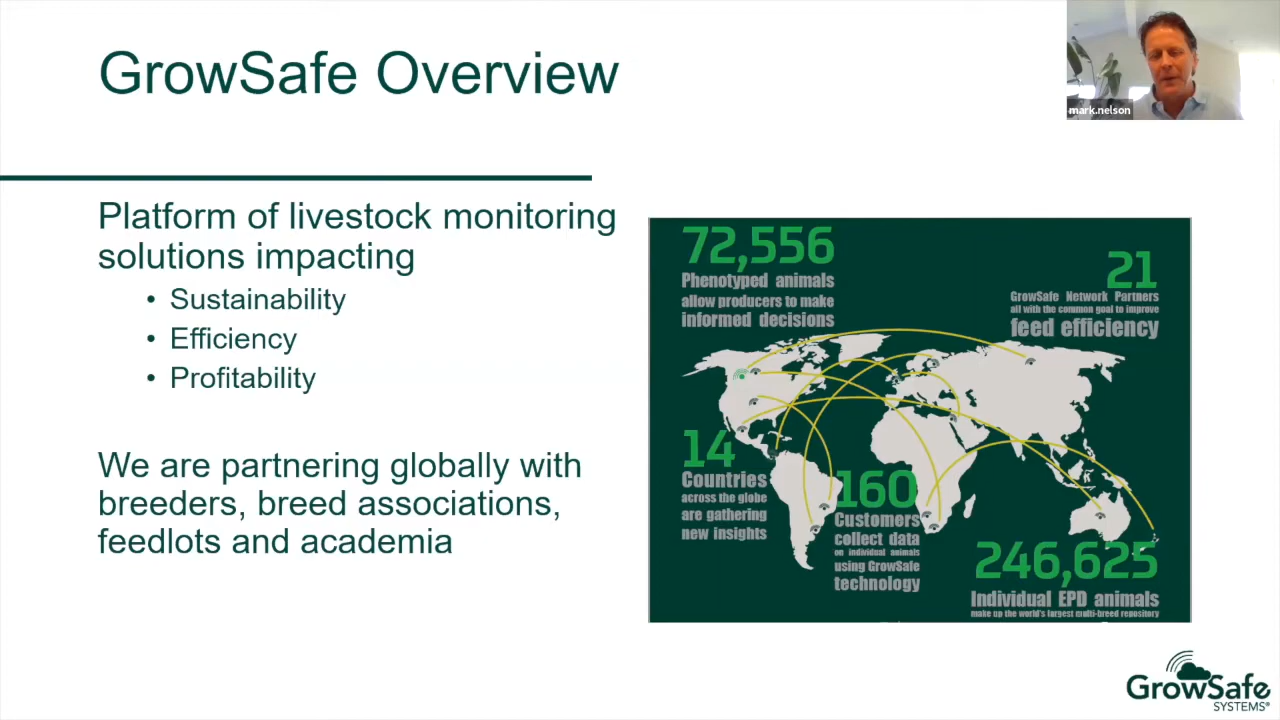 GrowSafe Overview
mark.nelson
Platform of livestock monitoring
solutions impacting
• Sustainability
• Efficiency
• Profitability
We are partnering globally with
breeders, breed associations,
feedlots and academia
72,556
Phenotyped animals
allow producers to make
informed decisions
21
GrowSafe Network Partners
all with the common goal to improve
feed efficiency
14
Countries
across the globe
are gathering
new insights
160
Customers
collect data
on individual animals
using GrowSafe
technology
246,625
Individual EPD animals
make up the world's largest multi-breed repository
GrowSafe
SYSTEMS®